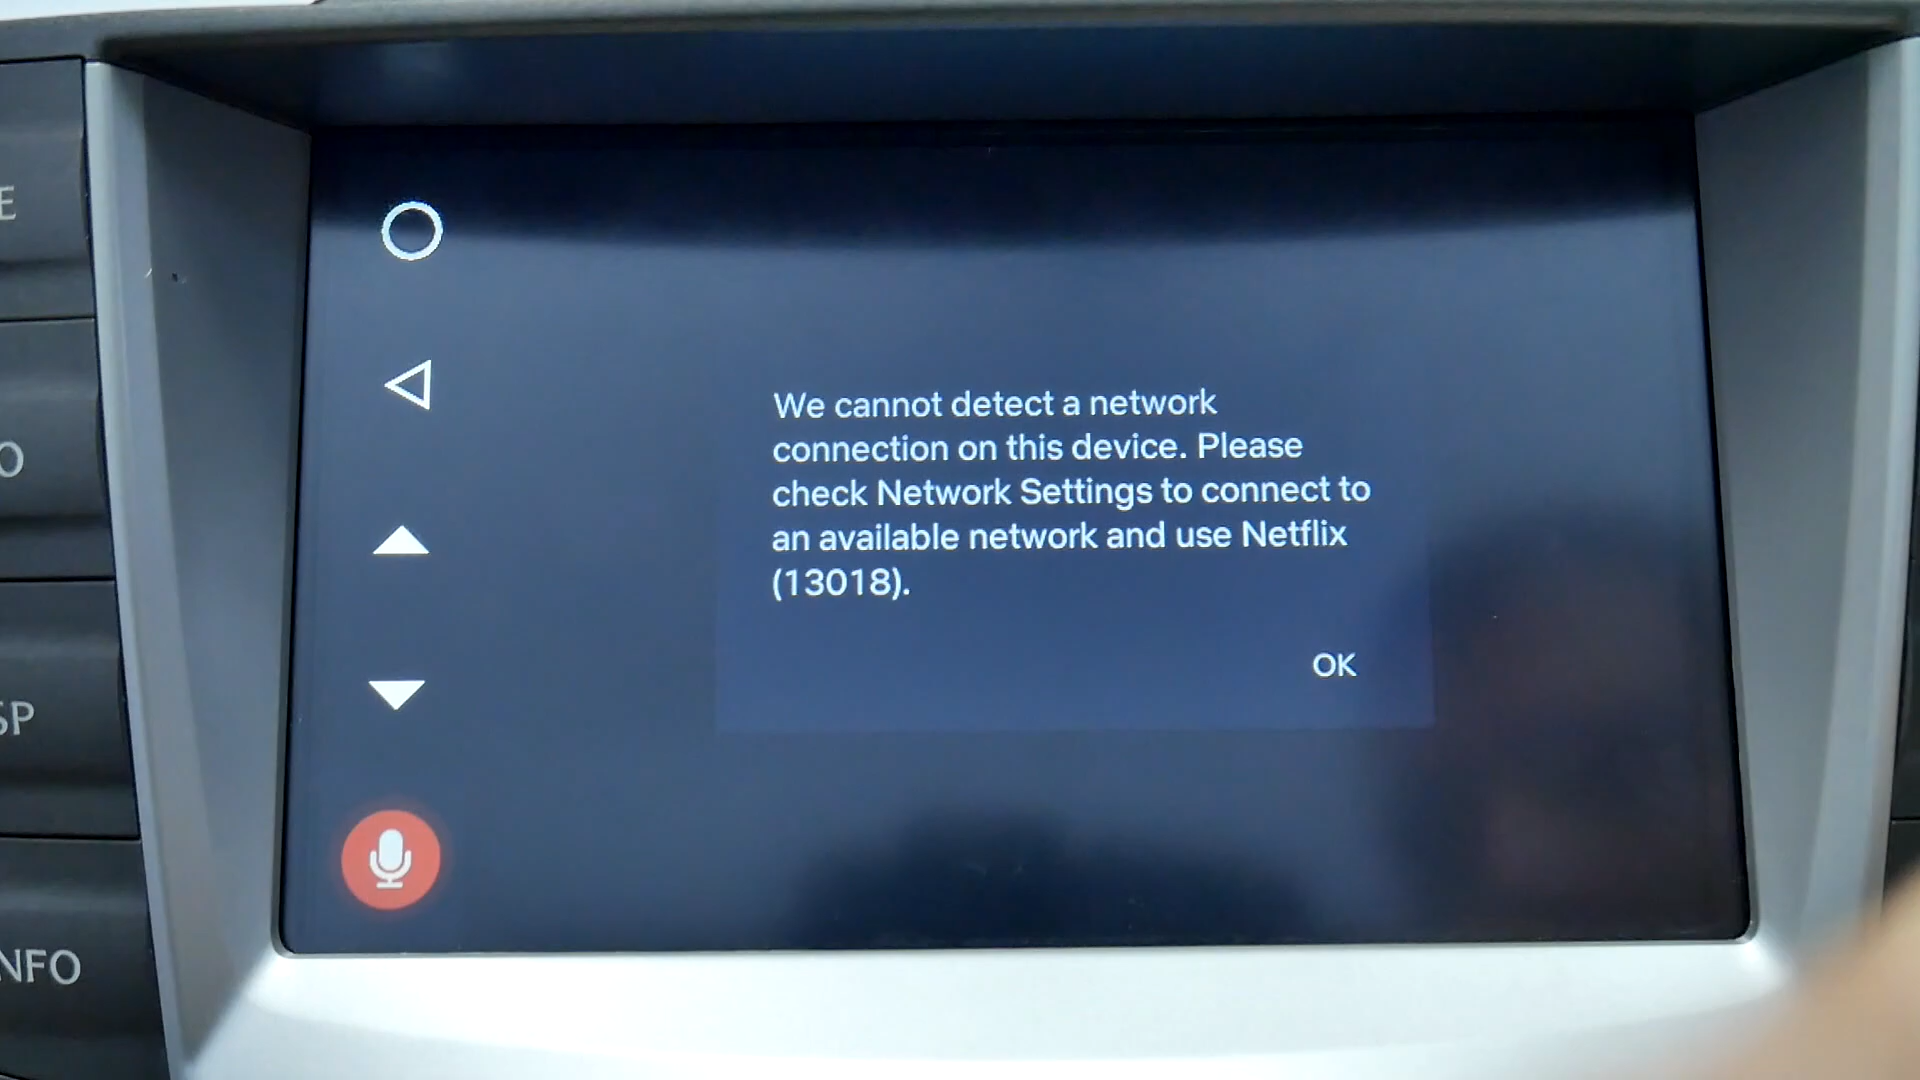 We cannot detect a network
connection on this device. Please
check Network Settings to connect to
an available network and use Netflix
(13018).
OK
E
O
SP
NFO